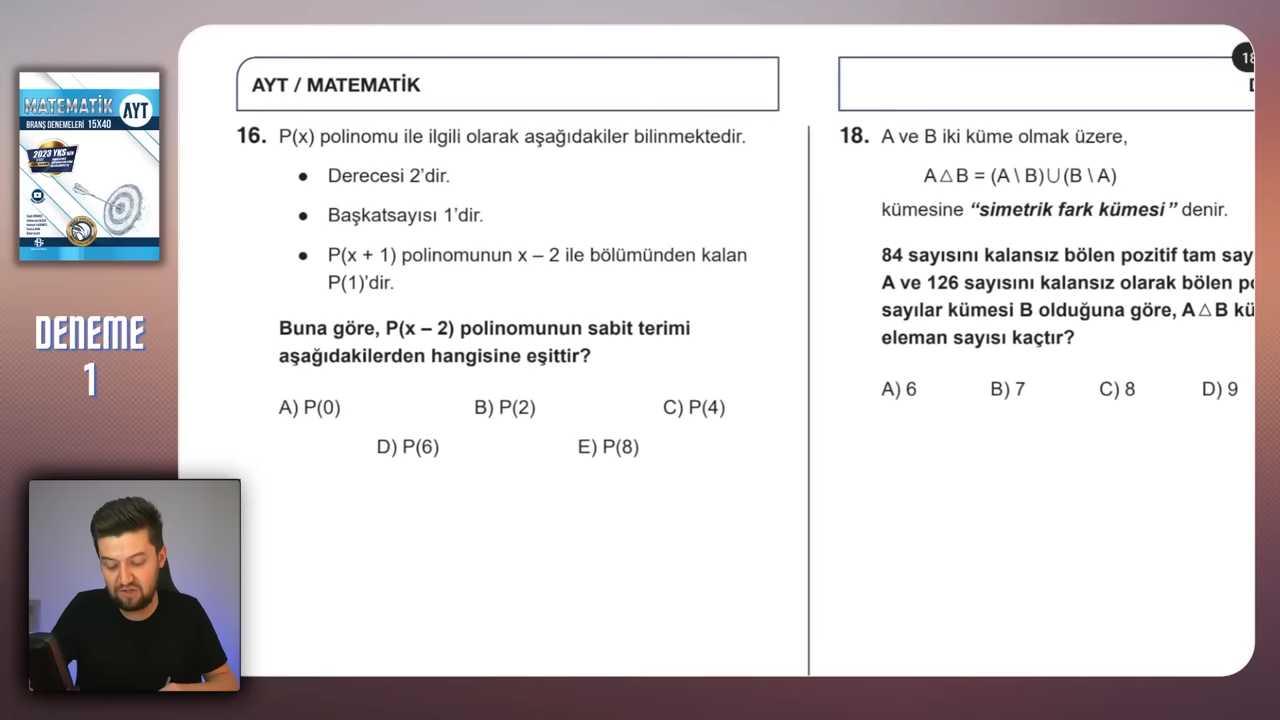 MATEMATİK AYT
BRANŞ DENEMELERİ 15X40
DENEME
1
AYT / MATEMATİK
16. P(x) polinomu ile ilgili olarak aşağıdakiler bilinmektedir.
• Derecesi 2’dir.
• Başkatsayısı 1’dir.
• P(x + 1) polinomunun x – 2 ile bölümünden kalan
P(1)’dir.
Buna göre, P(x – 2) polinomunun sabit terimi
aşağıdakilerden hangisine eşittir?
A) P(0) B) P(2) C) P(4)
D) P(6) E) P(8)
18
18. A ve B iki küme olmak üzere,
A △ B = (A \ B)∪(B \ A)
kümesine “simetrik fark kümesi” denir.
84 sayısını kalansız bölen pozitif tam say
A ve 126 sayısını kalansız olarak bölen po
sayılar kümesi B olduğuna göre, A △ B kü
eleman sayısı kaçtır?
A) 6 B) 7 C) 8 D) 9